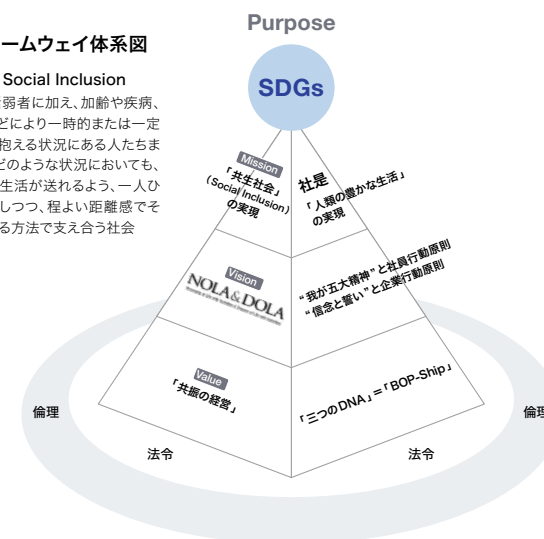 Purpose
ームウェイ体系図
Social Inclusion
弱者に加え、加齢や疾病、
どにより一時的または一定
抱える状況にある人たちま
どのような状況においても、
生活が送れるよう、一人ひ
しつつ、程よい距離感でそ
る方法で支え合う社会
SDGs
Mission
「共生社会」
(Social Inclusion)
の実現
社是
「人類の豊かな生活」
の実現
Vision
NOLA&DOLA
“我が五大精神”と社員行動原則
“信念と誓い”と企業行動原則
Value
「共振の経営」
「三つのDNA」=「BOP-Ship」
倫理
倫理
法令
法令